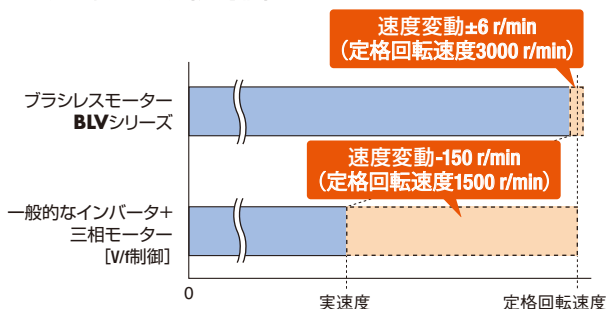 速度変動±6 r/min
（定格回転速度3000 r/min）
ブラシレスモーター
BLVシリーズ
速度変動-150 r/min
（定格回転速度1500 r/min）
一般的なインバータ+
三相モーター
［V/f制御］
0
実速度
定格回転速度